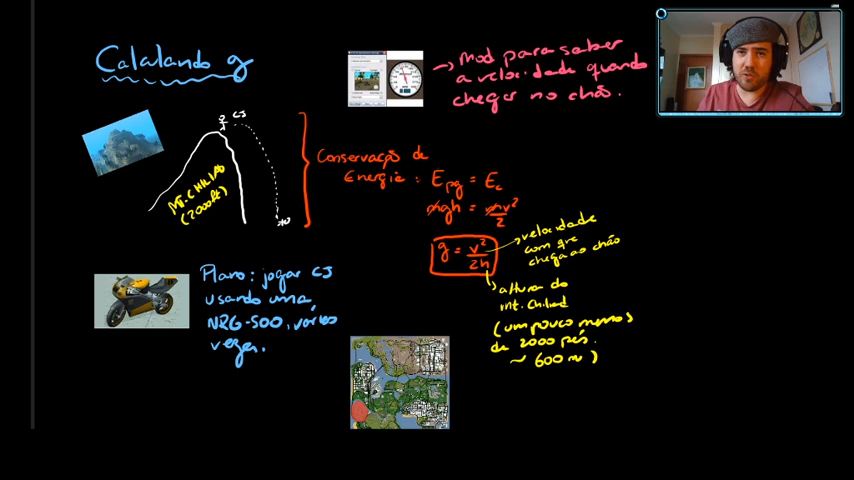 Calculando g
→ Mod para saber
a velocidade quando
chegar no chão.
CJ
MT. CHILIAD
(2000ft)
Conservação de
Energia : Epg = Ec
mgh = mv²/2
g = v²/2h
→ velocidade
com que
chega ao chão
→ altura do
Mt. Chiliad
(um pouco menos
de 2000 pés.
~ 600 m)
Plano: jogar CJ
usando uma
NRG-500, várias
vezes.